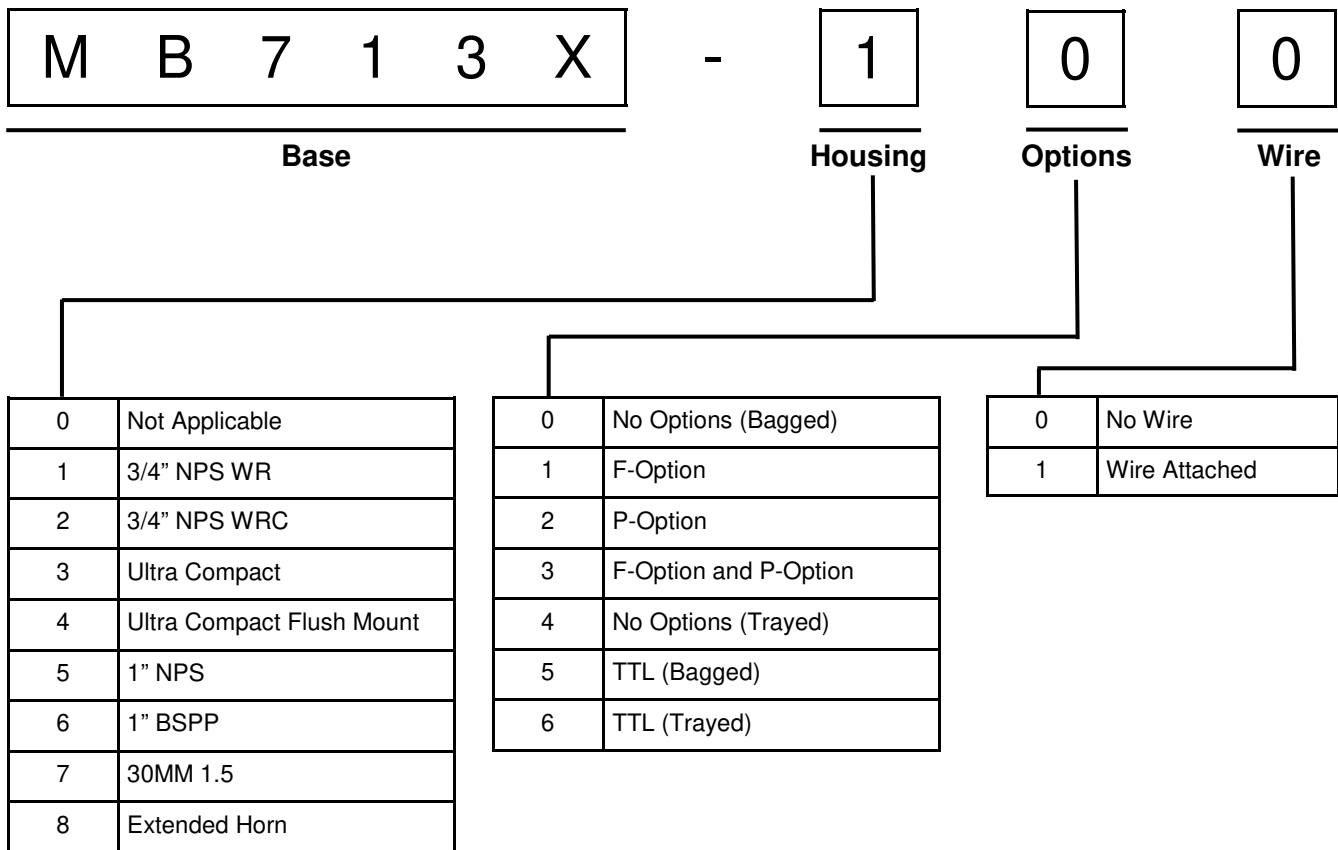 M B 7 1 3 X - 1 0 0
Base Housing Options Wire
0 Not Applicable
1 3/4” NPS WR
2 3/4” NPS WRC
3 Ultra Compact
4 Ultra Compact Flush Mount
5 1” NPS
6 1” BSPP
7 30MM 1.5
8 Extended Horn
0 No Options (Bagged)
1 F-Option
2 P-Option
3 F-Option and P-Option
4 No Options (Trayed)
5 TTL (Bagged)
6 TTL (Trayed)
0 No Wire
1 Wire Attached